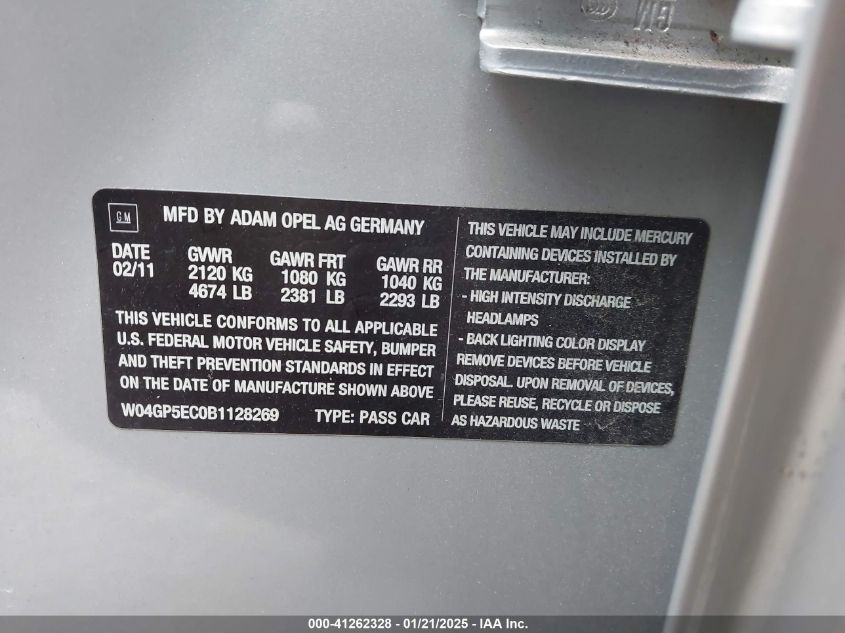 GM
GM
MFD BY ADAM OPEL AG GERMANY
DATE
02/11
GVWR
2120 KG
4674 LB
GAWR FRT
1080 KG
2381 LB
GAWR RR
1040 KG
2293 LB
THIS VEHICLE CONFORMS TO ALL APPLICABLE
U.S. FEDERAL MOTOR VEHICLE SAFETY, BUMPER
AND THEFT PREVENTION STANDARDS IN EFFECT
ON THE DATE OF MANUFACTURE SHOWN ABOVE
W04GP5EC0B1128269 TYPE: PASS CAR
THIS VEHICLE MAY INCLUDE MERCURY
CONTAINING DEVICES INSTALLED BY
THE MANUFACTURER:
- HIGH INTENSITY DISCHARGE
HEADLAMPS
- BACK LIGHTING COLOR DISPLAY
REMOVE DEVICES BEFORE VEHICLE
DISPOSAL. UPON REMOVAL OF DEVICES,
PLEASE REUSE, RECYCLE OR DISPOSE
AS HAZARDOUS WASTE
000-41262328 - 01/21/2025 - IAA Inc.